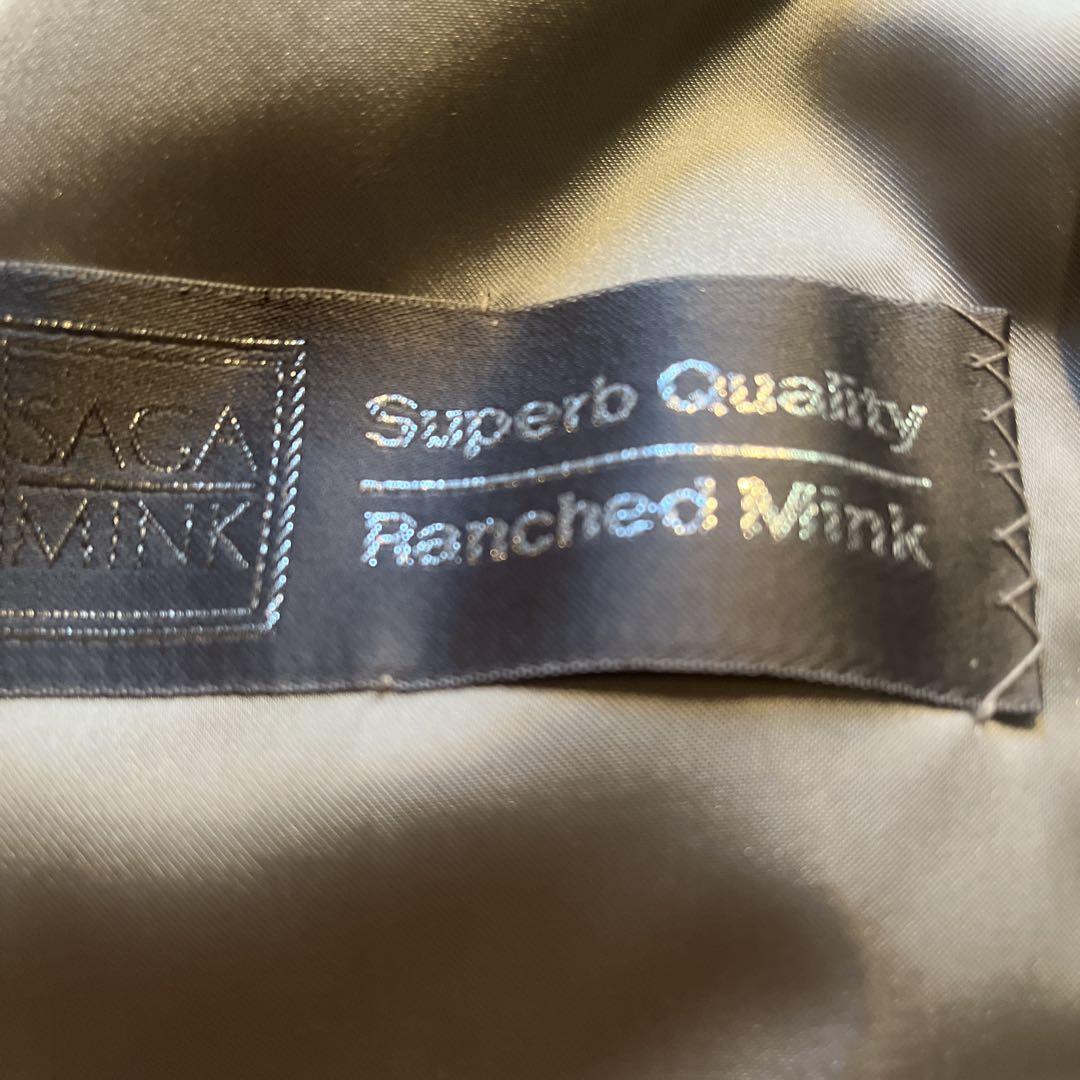 SAGA
MINK
Superb Quality
Ranched Mink